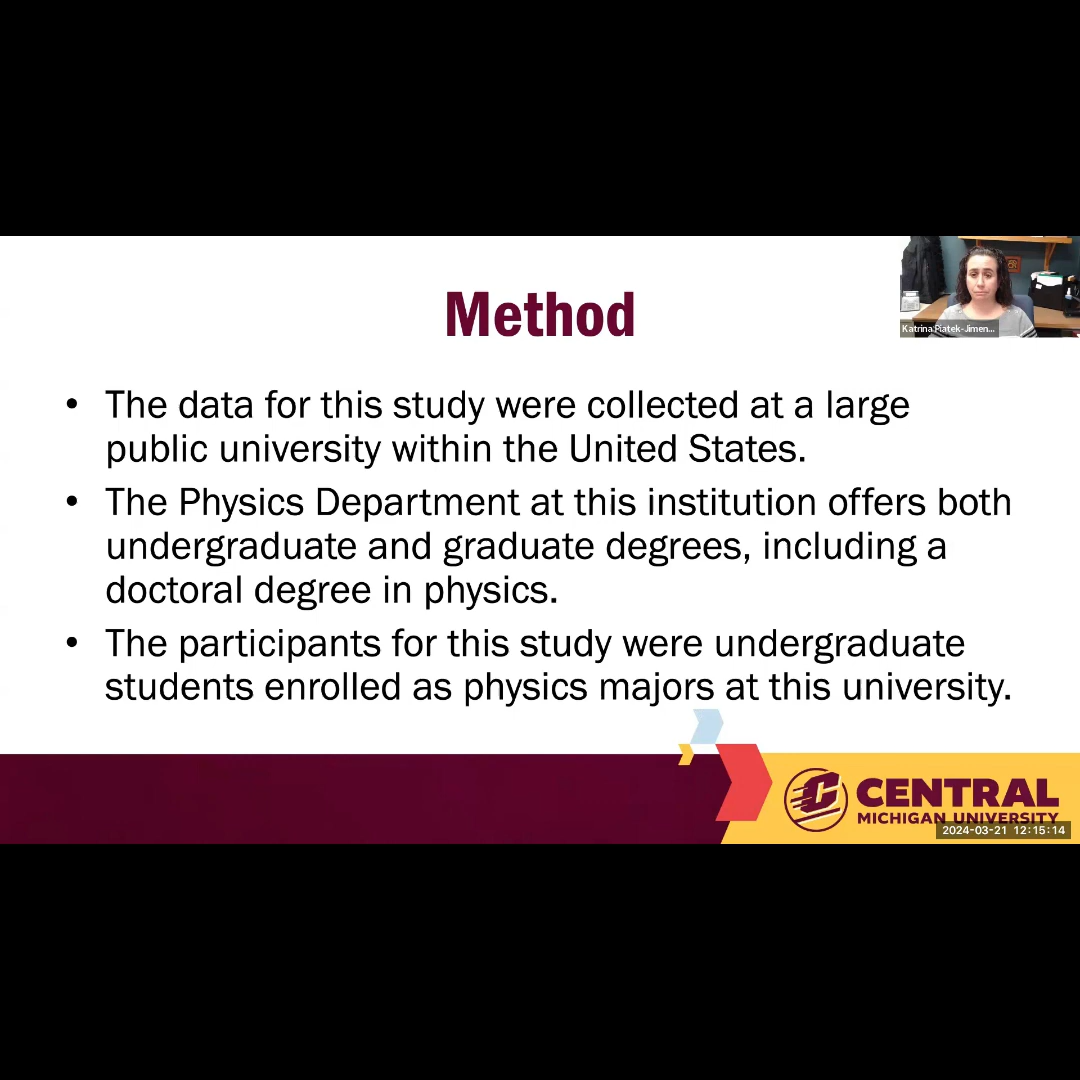 Method
Katrina Piatek-Jimen...
• The data for this study were collected at a large
public university within the United States.
• The Physics Department at this institution offers both
undergraduate and graduate degrees, including a
doctoral degree in physics.
• The participants for this study were undergraduate
students enrolled as physics majors at this university.
CENTRAL
MICHIGAN UNIVERSITY
2024-03-21 12:15:14